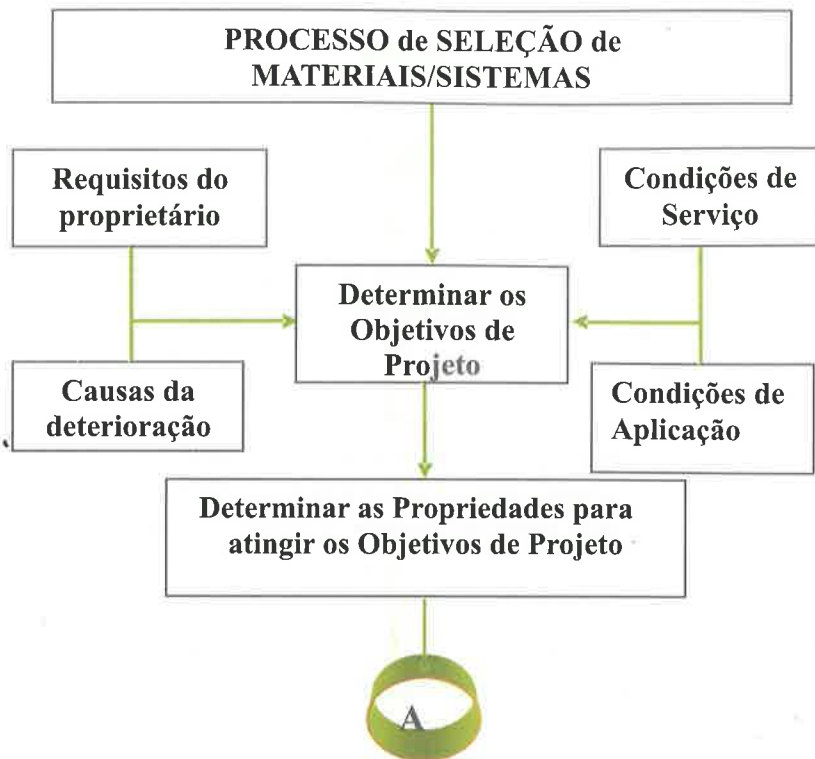 PROCESSO de SELEÇÃO de
MATERIAIS/SISTEMAS
Requisitos do
proprietário
Condições de
Serviço
Determinar os
Objetivos de
Projeto
Causas da
deterioração
Condições de
Aplicação
Determinar as Propriedades para
atingir os Objetivos de Projeto
A